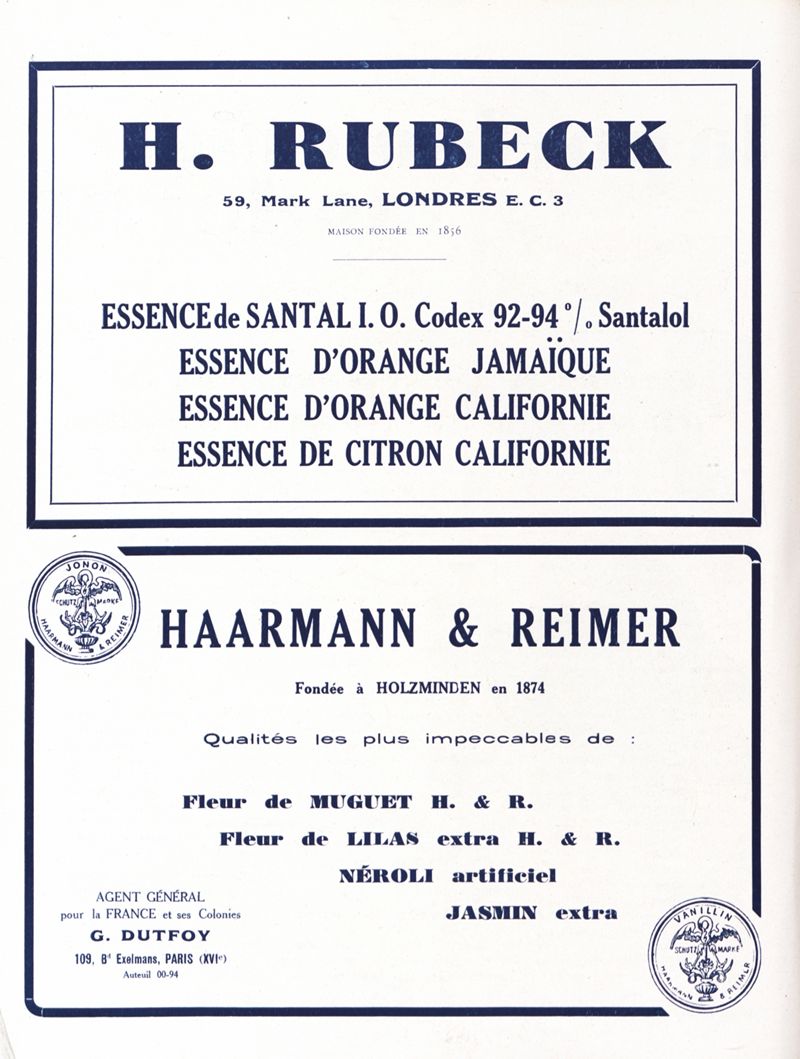 H. RUBECK
59, Mark Lane, LONDRES E. C. 3
MAISON FONDÉE EN 1856
ESSENCE de SANTAL I. O. Codex 92-94 % Santalol
ESSENCE D'ORANGE JAMAÏQUE
ESSENCE D'ORANGE CALIFORNIE
ESSENCE DE CITRON CALIFORNIE
JONON
SCHUTZ MARKE
HAARMANN & REIMER
HAARMANN & REIMER
Fondée à HOLZMINDEN en 1874
Qualités les plus impeccables de :
Fleur de MUGUET H. & R.
Fleur de LILAS extra H. & R.
NÉROLI artificiel
JASMIN extra
AGENT GÉNÉRAL
pour la FRANCE et ses Colonies
G. DUTFOY
109, Bd Exelmans, PARIS (XVIe)
Auteuil 00-94
VANILLIN
SCHUTZ MARKE
HAARMANN & REIMER